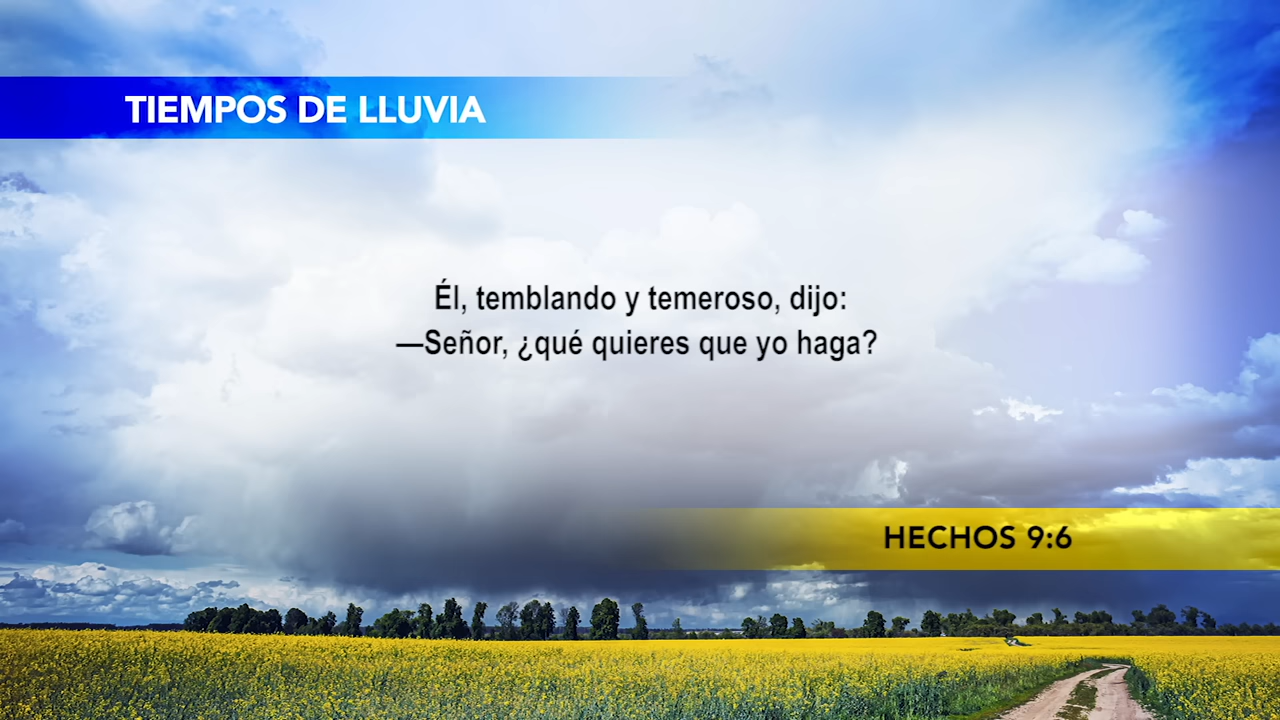 TIEMPOS DE LLUVIA
Él, temblando y temeroso, dijo:
—Señor, ¿qué quieres que yo haga?
HECHOS 9:6